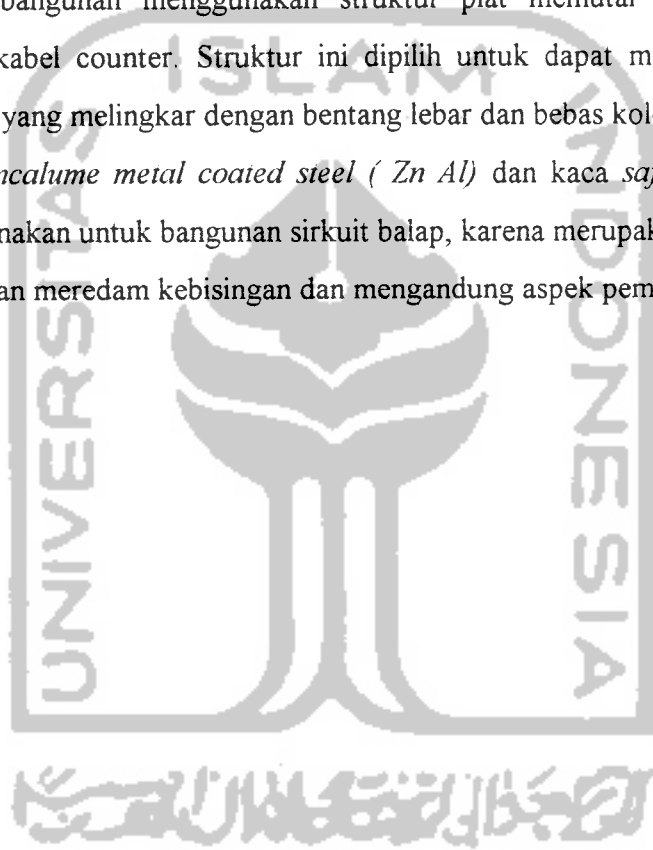 bangunan menggunakan struktur plat memutar
kabel counter. Struktur ini dipilih untuk dapat m
yang melingkar dengan bentang lebar dan bebas kol
ncalume metal coated steel ( Zn Al) dan kaca saf
nakan untuk bangunan sirkuit balap, karena merupak
an meredam kebisingan dan mengandung aspek pem
ISLAM
UNIVERSITAS
INDONESIA